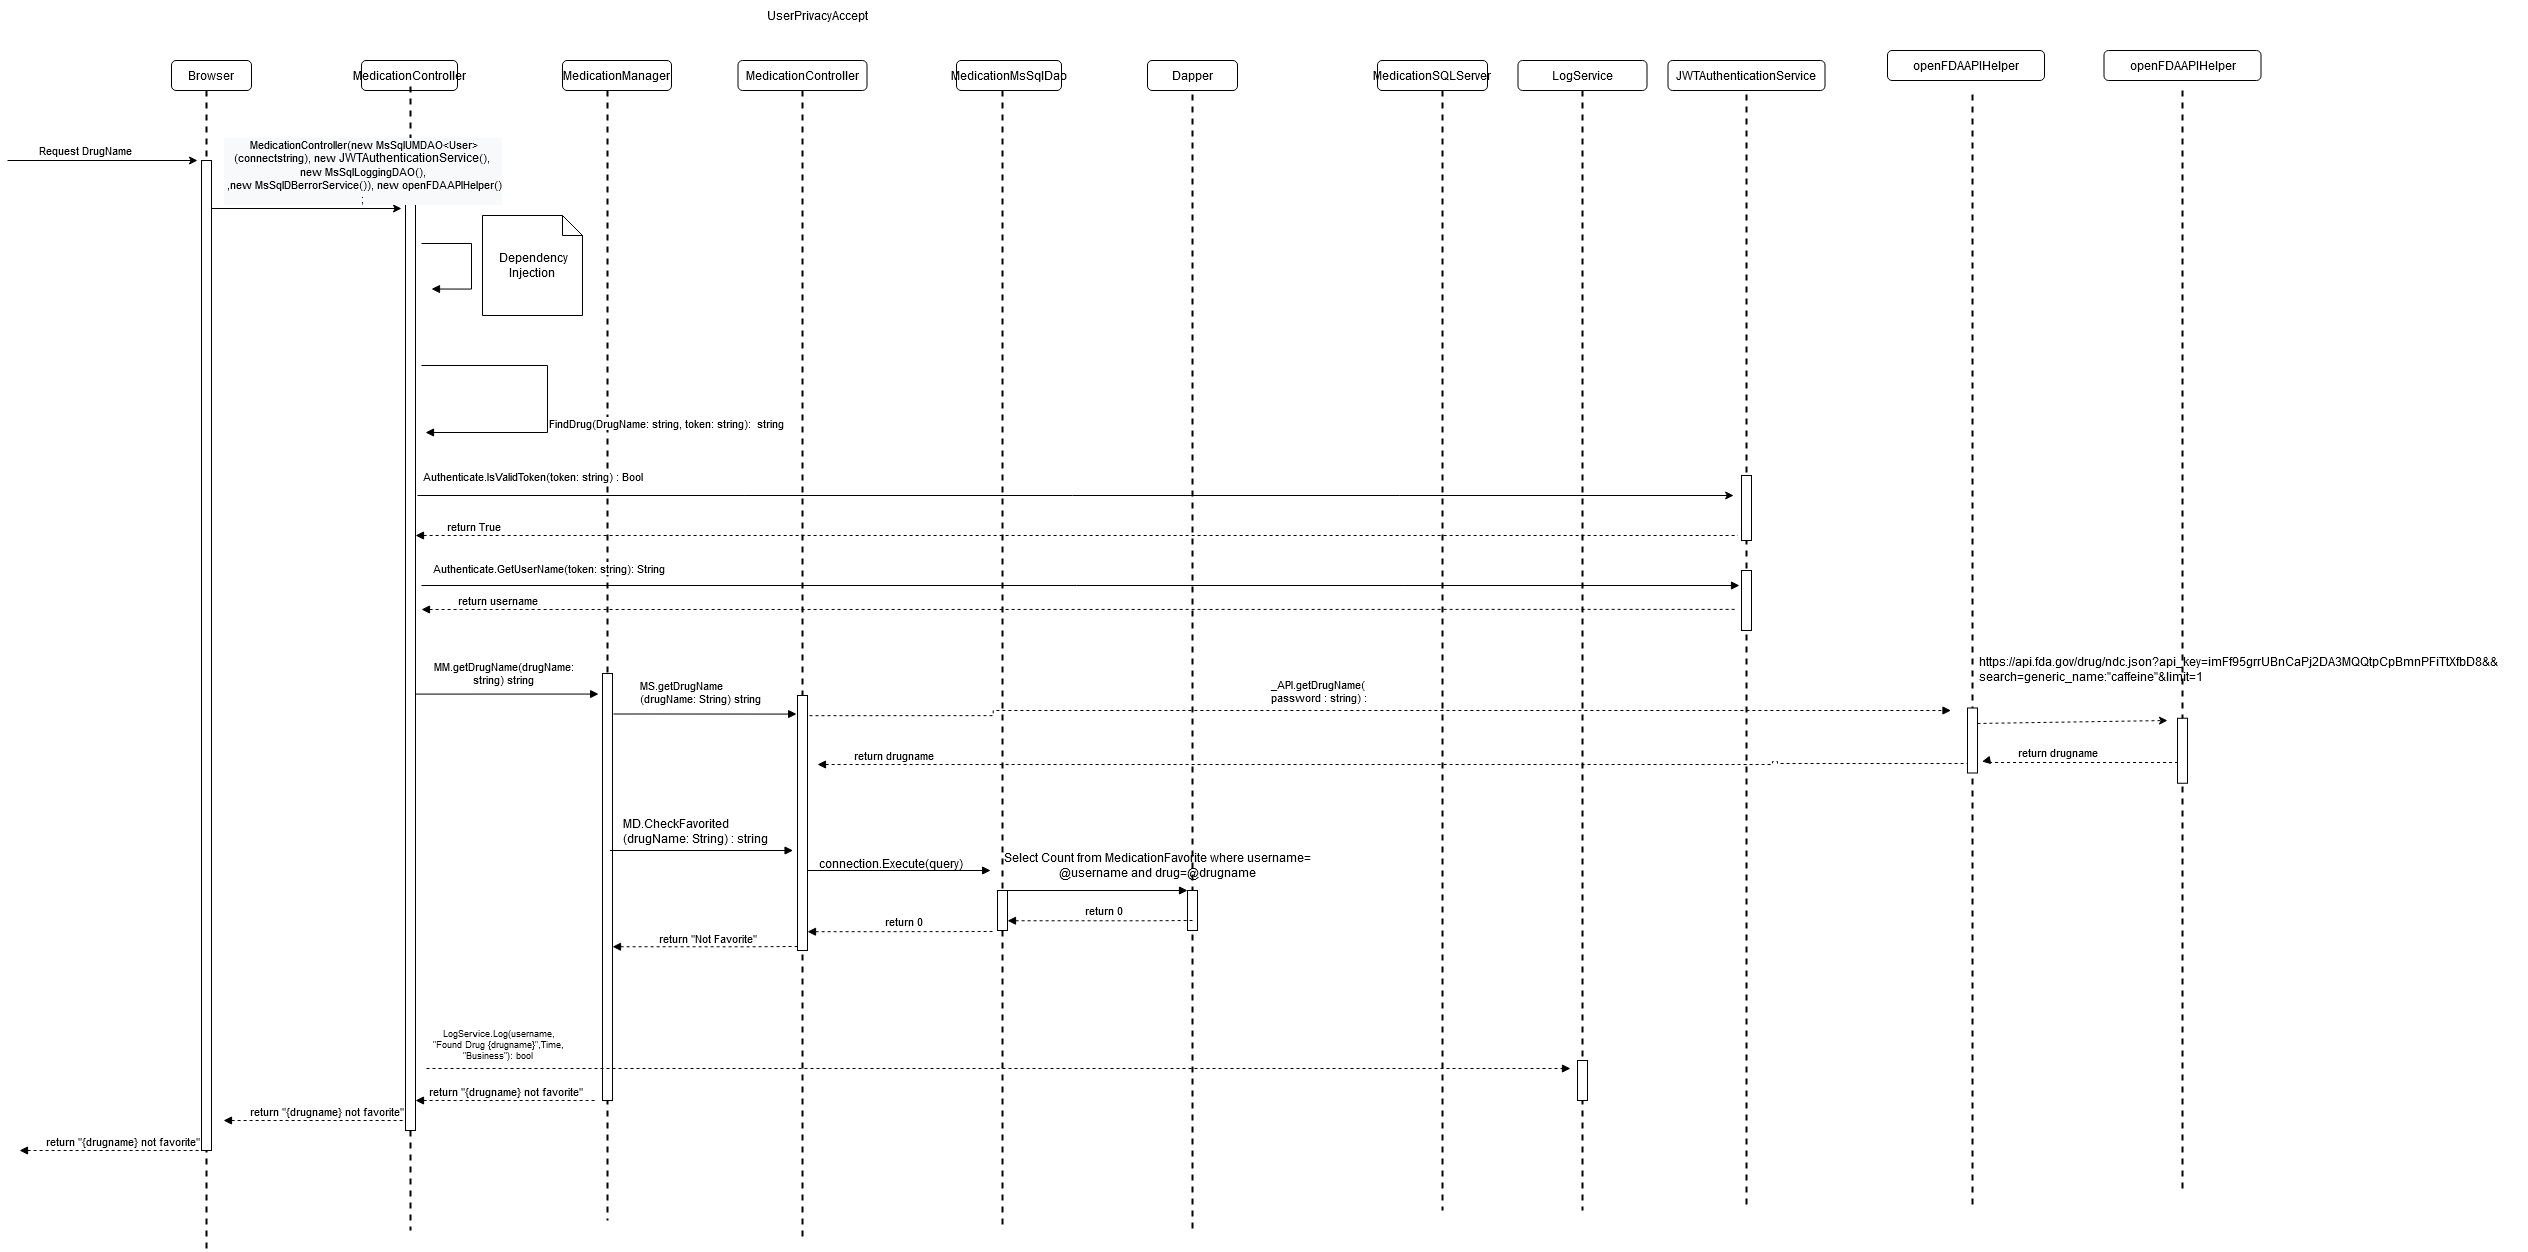 UserPrivacyAccept
Browser
MedicationController
MedicationManager
MedicationController
MedicationMsSqlDao
Dapper
MedicationSQLServer
LogService
JWTAuthenticationService
openFDAAPIHelper
openFDAAPIHelper
Request DrugName
MedicationController(new MsSqlUMDAO<User>
(connectstring), new JWTAuthenticationService(),
new MsSqlLoggingDAO(),
,new MsSqlDBerrorService()), new openFDAAPIHelper()
;
Dependency
Injection
FindDrug(DrugName: string, token: string): string
Authenticate.IsValidToken(token: string) : Bool
return True
Authenticate.GetUserName(token: string): String
return username
MM.getDrugName(drugName:
string) string
MS.getDrugName
(drugName: String) string
_API.getDrugName(
password : string) :
https://api.fda.gov/drug/ndc.json?api_key=imFf95grrUBnCaPj2DA3MQQtpCpBmnPFiTtXfbD8&&
search=generic_name:"caffeine"&limit=1
return drugname
return drugname
MD.CheckFavorited
(drugName: String) : string
connection.Execute(query)
Select Count from MedicationFavorite where username=
@username and drug=@drugname
return 0
return 0
return "Not Favorite"
LogService.Log(username,
"Found Drug {drugname}",Time,
"Business"): bool
return "{drugname} not favorite"
return "{drugname} not favorite"
return "{drugname} not favorite"